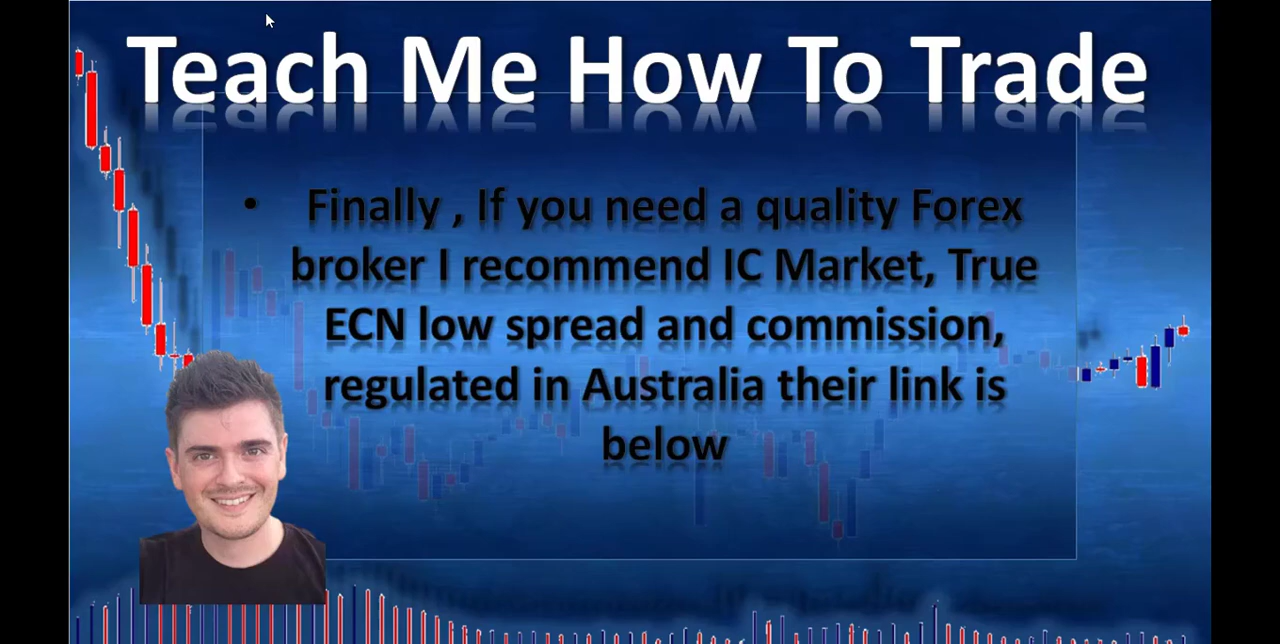 Teach Me How To Trade
• Finally , If you need a quality Forex
broker I recommend IC Market, True
ECN low spread and commission,
regulated in Australia their link is
below